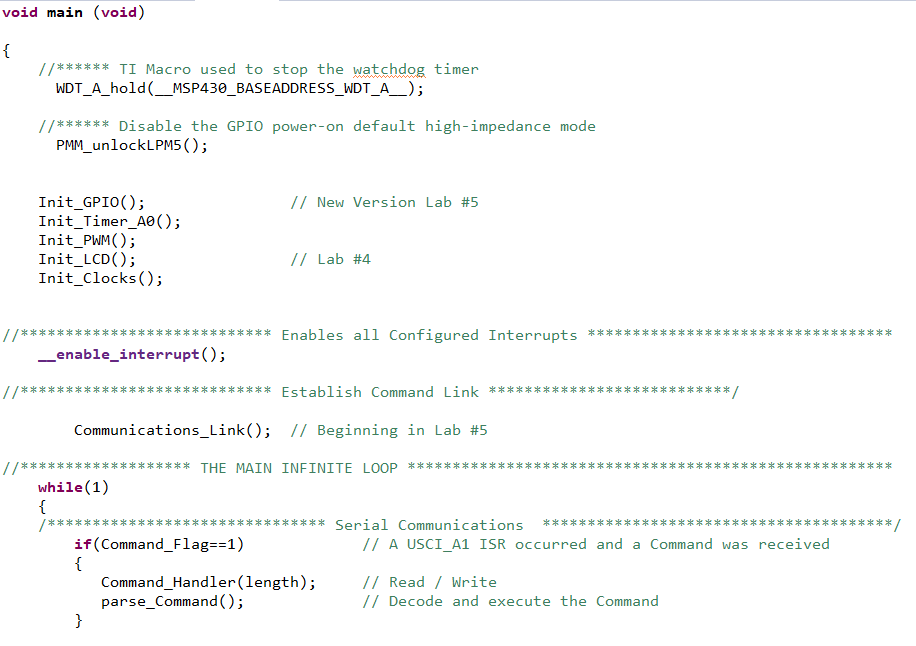 void main (void)
{
//****** TI Macro used to stop the watchdog timer
WDT_A_hold(__MSP430_BASEADDRESS_WDT_A__);
//****** Disable the GPIO power-on default high-impedance mode
PMM_unlockLPM5();
Init_GPIO(); // New Version Lab #5
Init_Timer_A0();
Init_PWM();
Init_LCD(); // Lab #4
Init_Clocks();
//**************************** Enables all Configured Interrupts **********************************
__enable_interrupt();
//**************************** Establish Command Link ***************************/
Communications_Link(); // Beginning in Lab #5
//******************* THE MAIN INFINITE LOOP ******************************************************
while(1)
{
/******************************* Serial Communications ***************************************/
if(Command_Flag==1) // A USCI_A1 ISR occurred and a Command was received
{
Command_Handler(length); // Read / Write
parse_Command(); // Decode and execute the Command
}